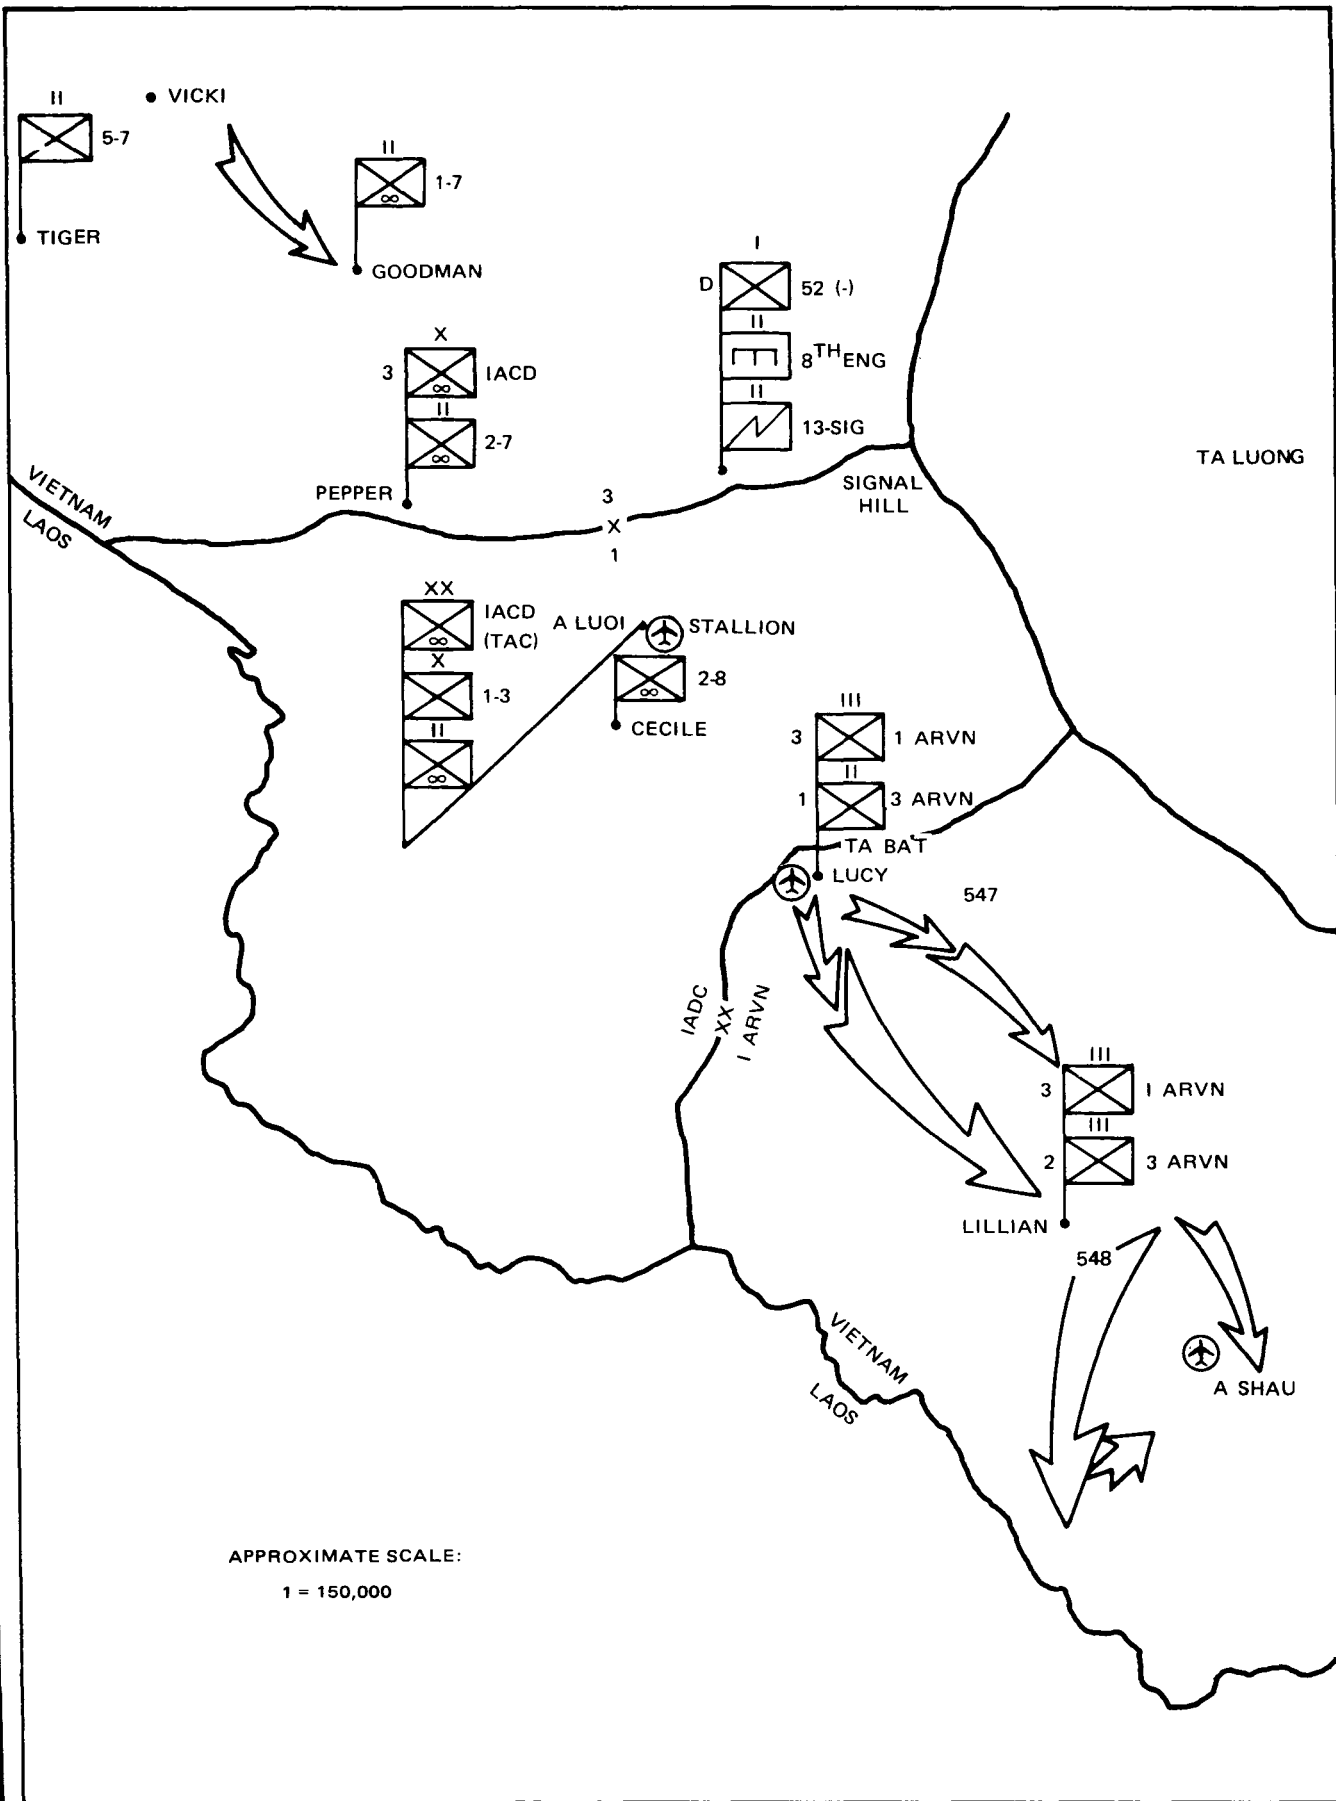 VICKI
II
5-7
TIGER
II
1-7
∞
GOODMAN
I
D
52 (-)
II
8TH ENG
II
13-SIG
X
3
IACD
∞
II
2-7
∞
PEPPER
SIGNAL
HILL
TA LUONG
VIETNAM
LAOS
3
X
1
XX
IACD
(TAC)
∞
X
1-3
II
∞
A LUOI
STALLION
2-8
∞
CECILE
III
3
1 ARVN
II
1
3 ARVN
TA BAT
LUCY
547
IADC
XX
I ARVN
III
3
I ARVN
III
2
3 ARVN
LILLIAN
548
A SHAU
VIETNAM
LAOS
APPROXIMATE SCALE:
1 = 150,000